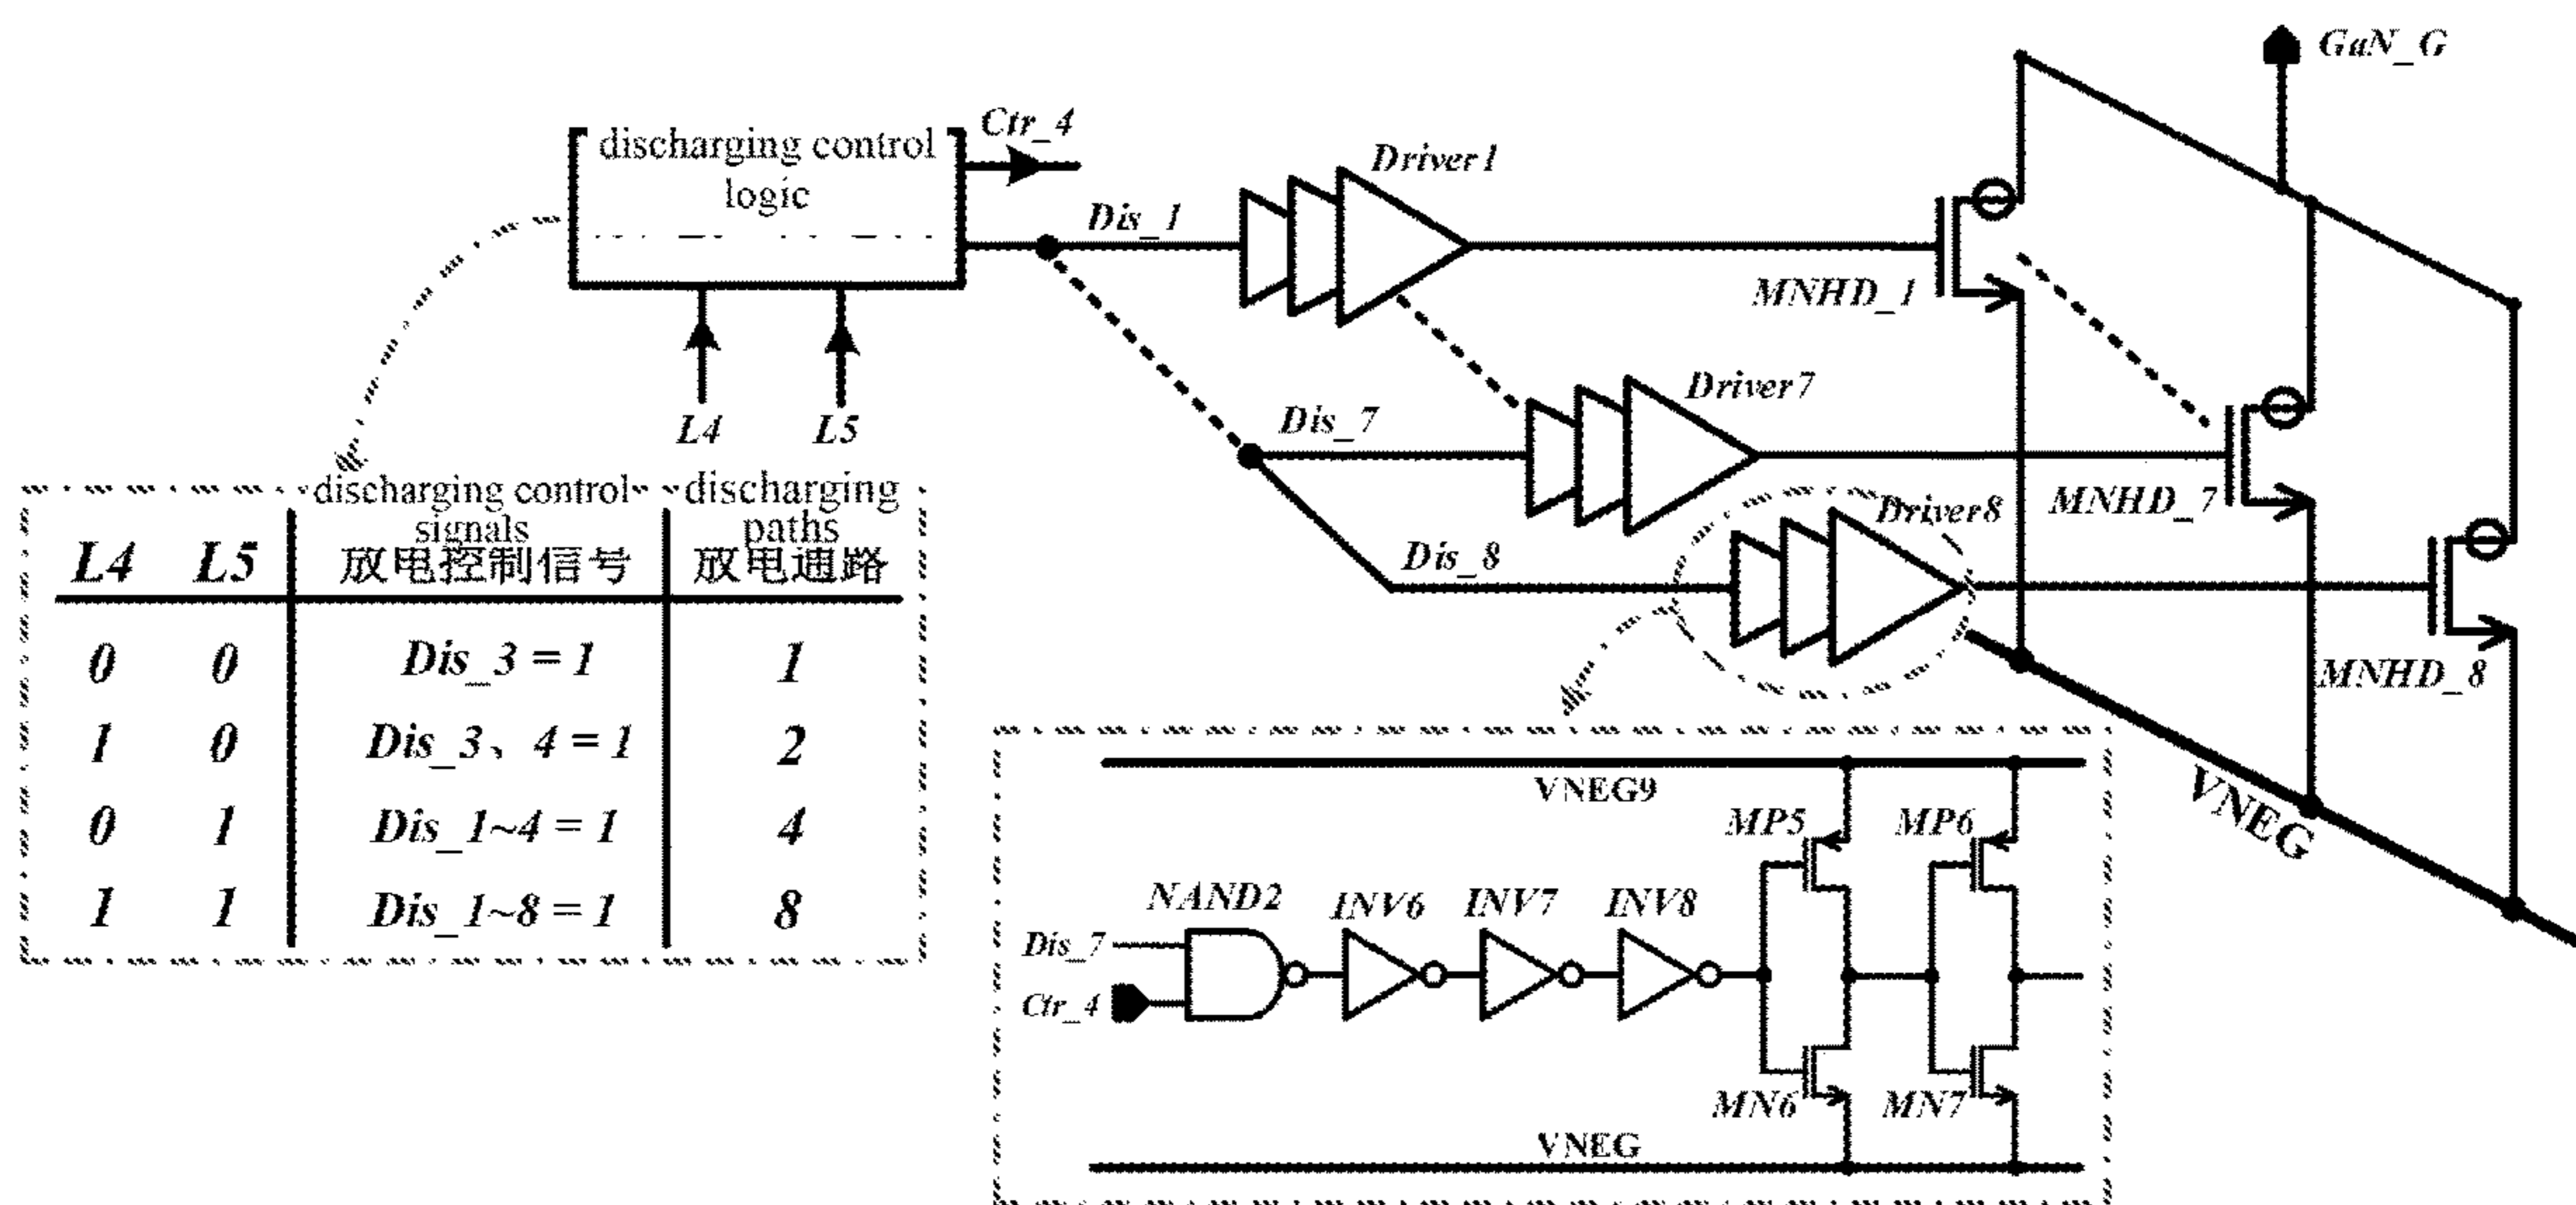 GaN_G
Ctr_4
discharging control
logic
Dis_1
Driver1
MNHD_1
L4
L5
Dis_7
Driver7
MNHD_7
Dis_8
Driver8
MNHD_8
VNEG
discharging control
signals
discharging
paths
L4 L5 放电控制信号 放电通路
0 0 Dis_3 = 1 1
1 0 Dis_3、4 = 1 2
0 1 Dis_1~4 = 1 4
1 1 Dis_1~8 = 1 8
VNEG9
MP5
MP6
NAND2
INV6
INV7
INV8
Dis_7
Ctr_4
MN6
MN7
VNEG